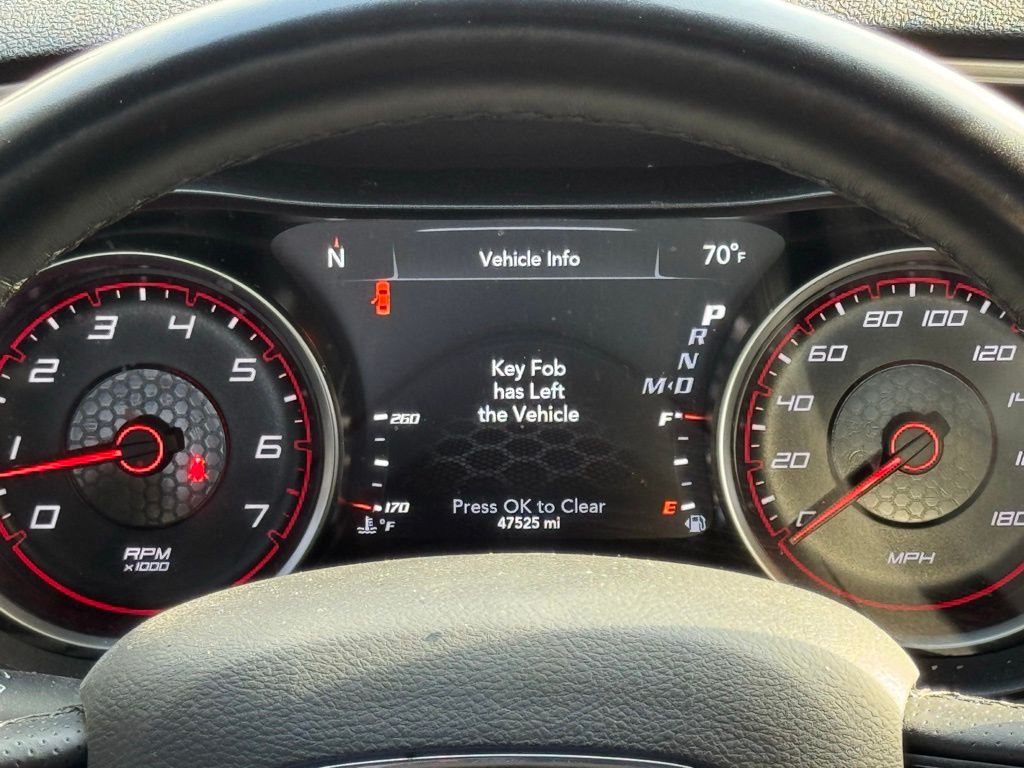 N
Vehicle Info
70°F
P
R
N
M‹D
Key Fob
has Left
the Vehicle
260
170
°F
F
E
Press OK to Clear
47525 mi
0
1
2
3
4
5
6
7
RPM
x1000
20
40
60
80
100
120
180
MPH